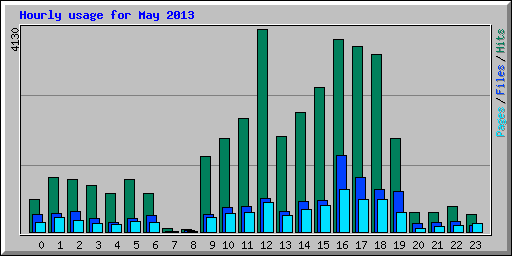 Hourly usage for May 2013
4130
Pages/Files/Hits
0 1 2 3 4 5 6 7 8 9 10 11 12 13 14 15 16 17 18 19 20 21 22 23